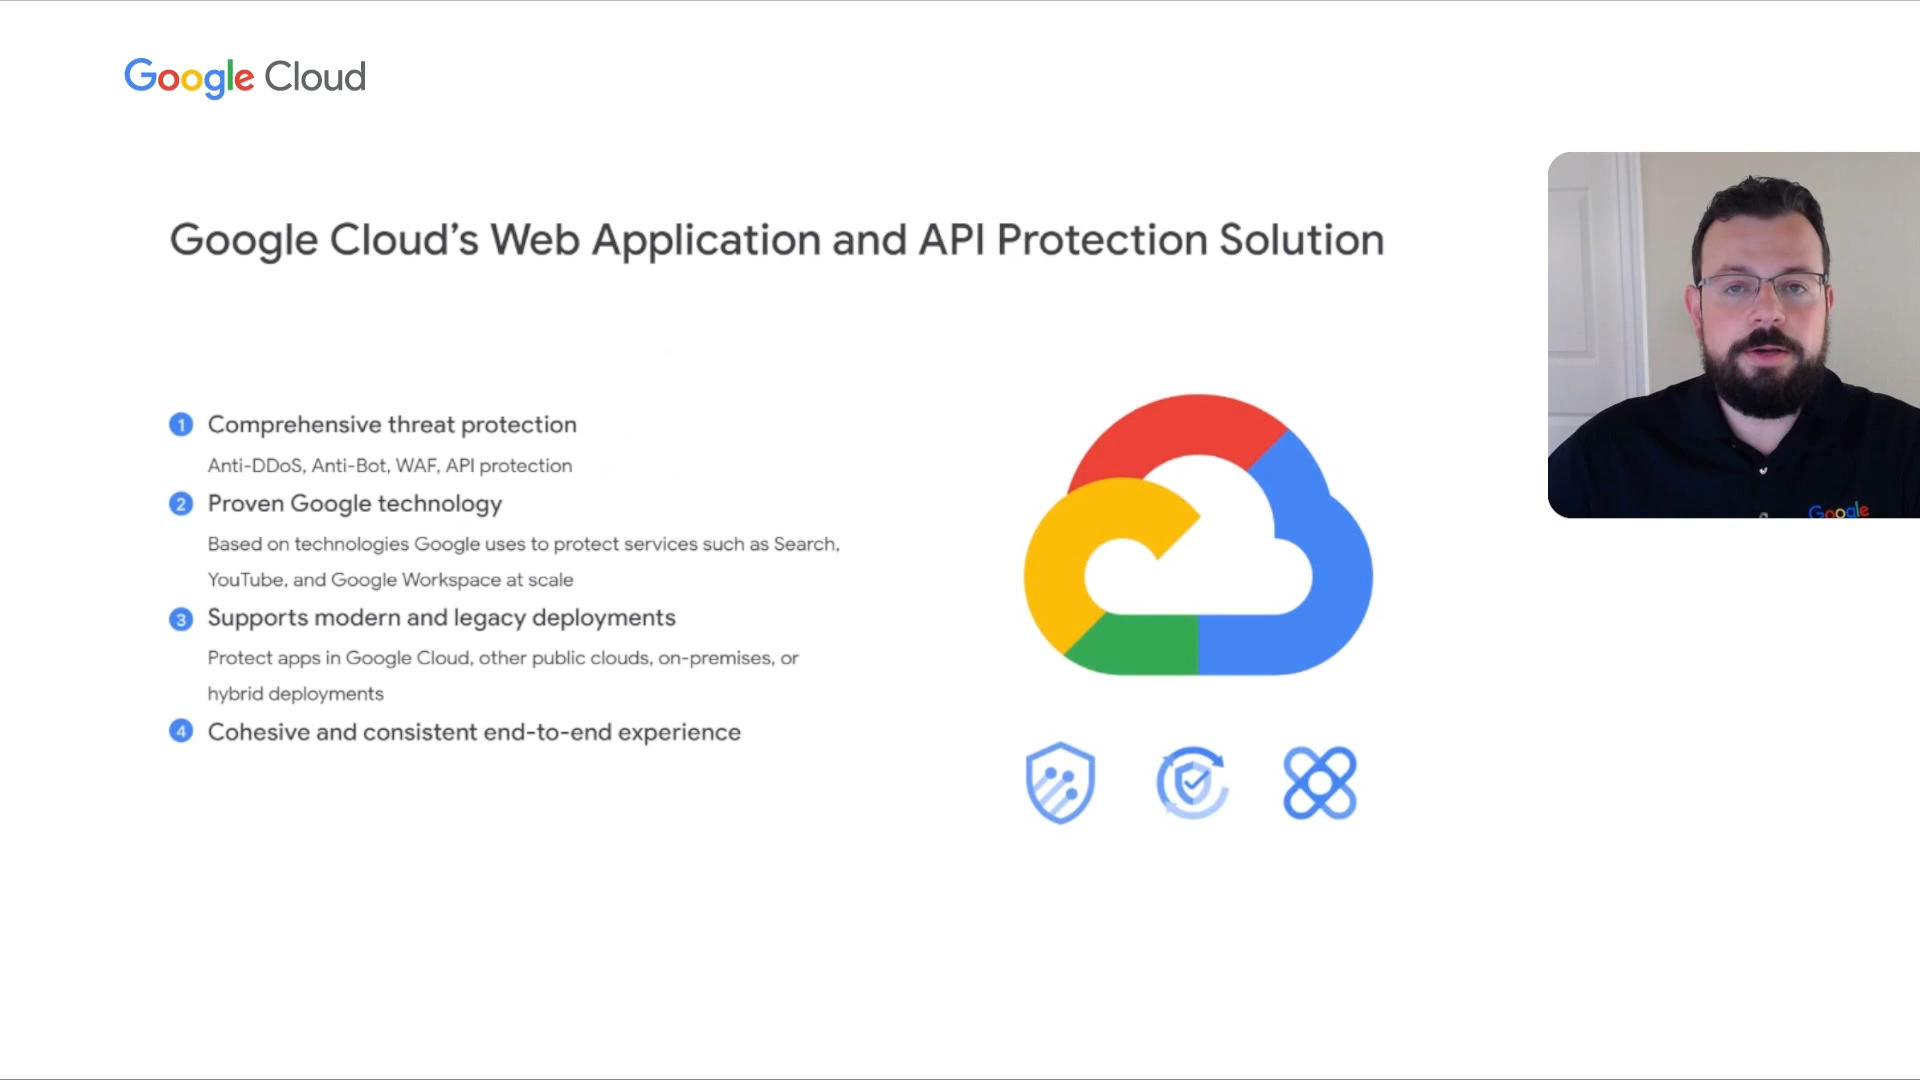 Google Cloud
Google Cloud’s Web Application and API Protection Solution
1 Comprehensive threat protection
Anti-DDoS, Anti-Bot, WAF, API protection
2 Proven Google technology
Based on technologies Google uses to protect services such as Search,
YouTube, and Google Workspace at scale
3 Supports modern and legacy deployments
Protect apps in Google Cloud, other public clouds, on-premises, or
hybrid deployments
4 Cohesive and consistent end-to-end experience
Google